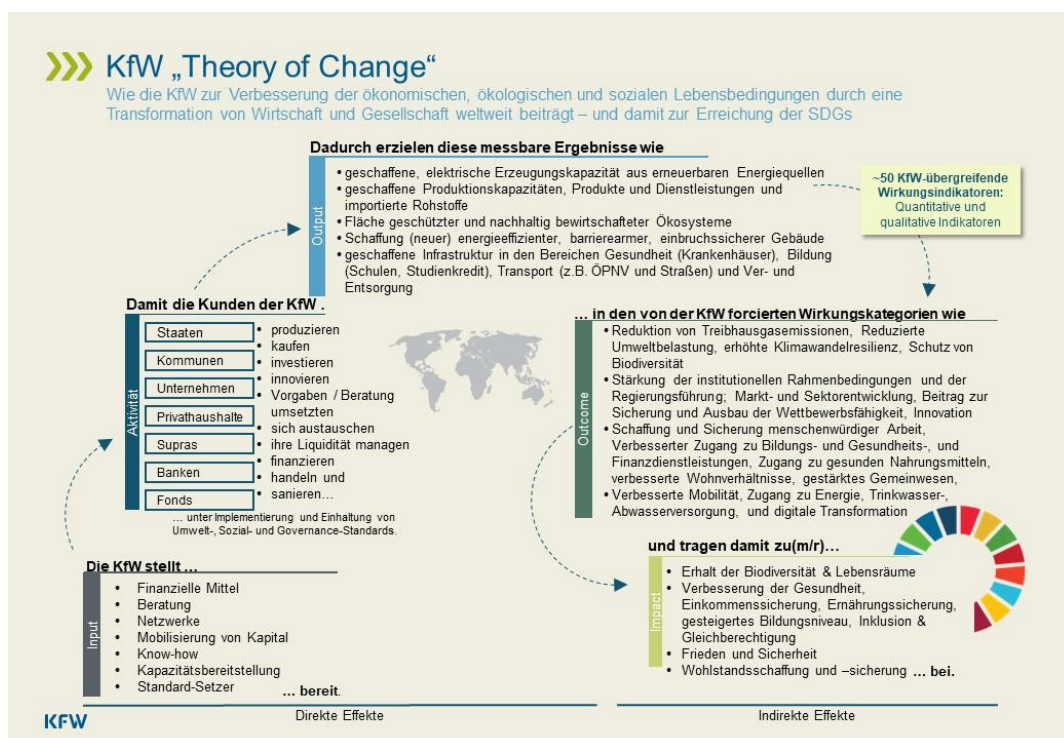 KfW „Theory of Change“
Wie die KfW zur Verbesserung der ökonomischen, ökologischen und sozialen Lebensbedingungen durch eine
Transformation von Wirtschaft und Gesellschaft weltweit beiträgt – und damit zur Erreichung der SDGs
Dadurch erzielen diese messbare Ergebnisse wie
Output
• geschaffene, elektrische Erzeugungskapazität aus erneuerbaren Energiequellen
• geschaffene Produktionskapazitäten, Produkte und Dienstleistungen und
importierte Rohstoffe
• Fläche geschützter und nachhaltig bewirtschafteter Ökosysteme
• Schaffung (neuer) energieeffizienter, barrierearmer, einbruchssicherer Gebäude
• geschaffene Infrastruktur in den Bereichen Gesundheit (Krankenhäuser), Bildung
(Schulen, Studienkredit), Transport (z.B. ÖPNV und Straßen) und Ver- und
Entsorgung
~50 KfW-übergreifende
Wirkungsindikatoren:
Quantitative und
qualitative Indikatoren
Damit die Kunden der KfW .
Aktivität
Staaten
Kommunen
Unternehmen
Privathaushalte
Supras
Banken
Fonds
• produzieren
• kaufen
• investieren
• innovieren
• Vorgaben / Beratung
umsetzten
• sich austauschen
• ihre Liquidität managen
• finanzieren
• handeln und
• sanieren…
… unter Implementierung und Einhaltung von
Umwelt-, Sozial- und Governance-Standards.
… in den von der KfW forcierten Wirkungskategorien wie
Outcome
• Reduktion von Treibhausgasemissionen, Reduzierte
Umweltbelastung, erhöhte Klimawandelresilienz, Schutz von
Biodiversität
• Stärkung der institutionellen Rahmenbedingungen und der
Regierungsführung; Markt- und Sektorentwicklung, Beitrag zur
Sicherung und Ausbau der Wettbewerbsfähigkeit, Innovation
• Schaffung und Sicherung menschenwürdiger Arbeit,
Verbesserter Zugang zu Bildungs- und Gesundheits-, und
Finanzdienstleistungen, Zugang zu gesunden Nahrungsmitteln,
verbesserte Wohnverhältnisse, gestärktes Gemeinwesen,
• Verbesserte Mobilität, Zugang zu Energie, Trinkwasser-,
Abwasserversorgung, und digitale Transformation
Die KfW stellt …
Input
• Finanzielle Mittel
• Beratung
• Netzwerke
• Mobilisierung von Kapital
• Know-how
• Kapazitätsbereitstellung
• Standard-Setzer
… bereit.
und tragen damit zu(m/r)…
Impact
• Erhalt der Biodiversität & Lebensräume
• Verbesserung der Gesundheit,
Einkommenssicherung, Ernährungssicherung,
gesteigertes Bildungsniveau, Inklusion &
Gleichberechtigung
• Frieden und Sicherheit
• Wohlstandsschaffung und –sicherung … bei.
Direkte Effekte
Indirekte Effekte
KFW